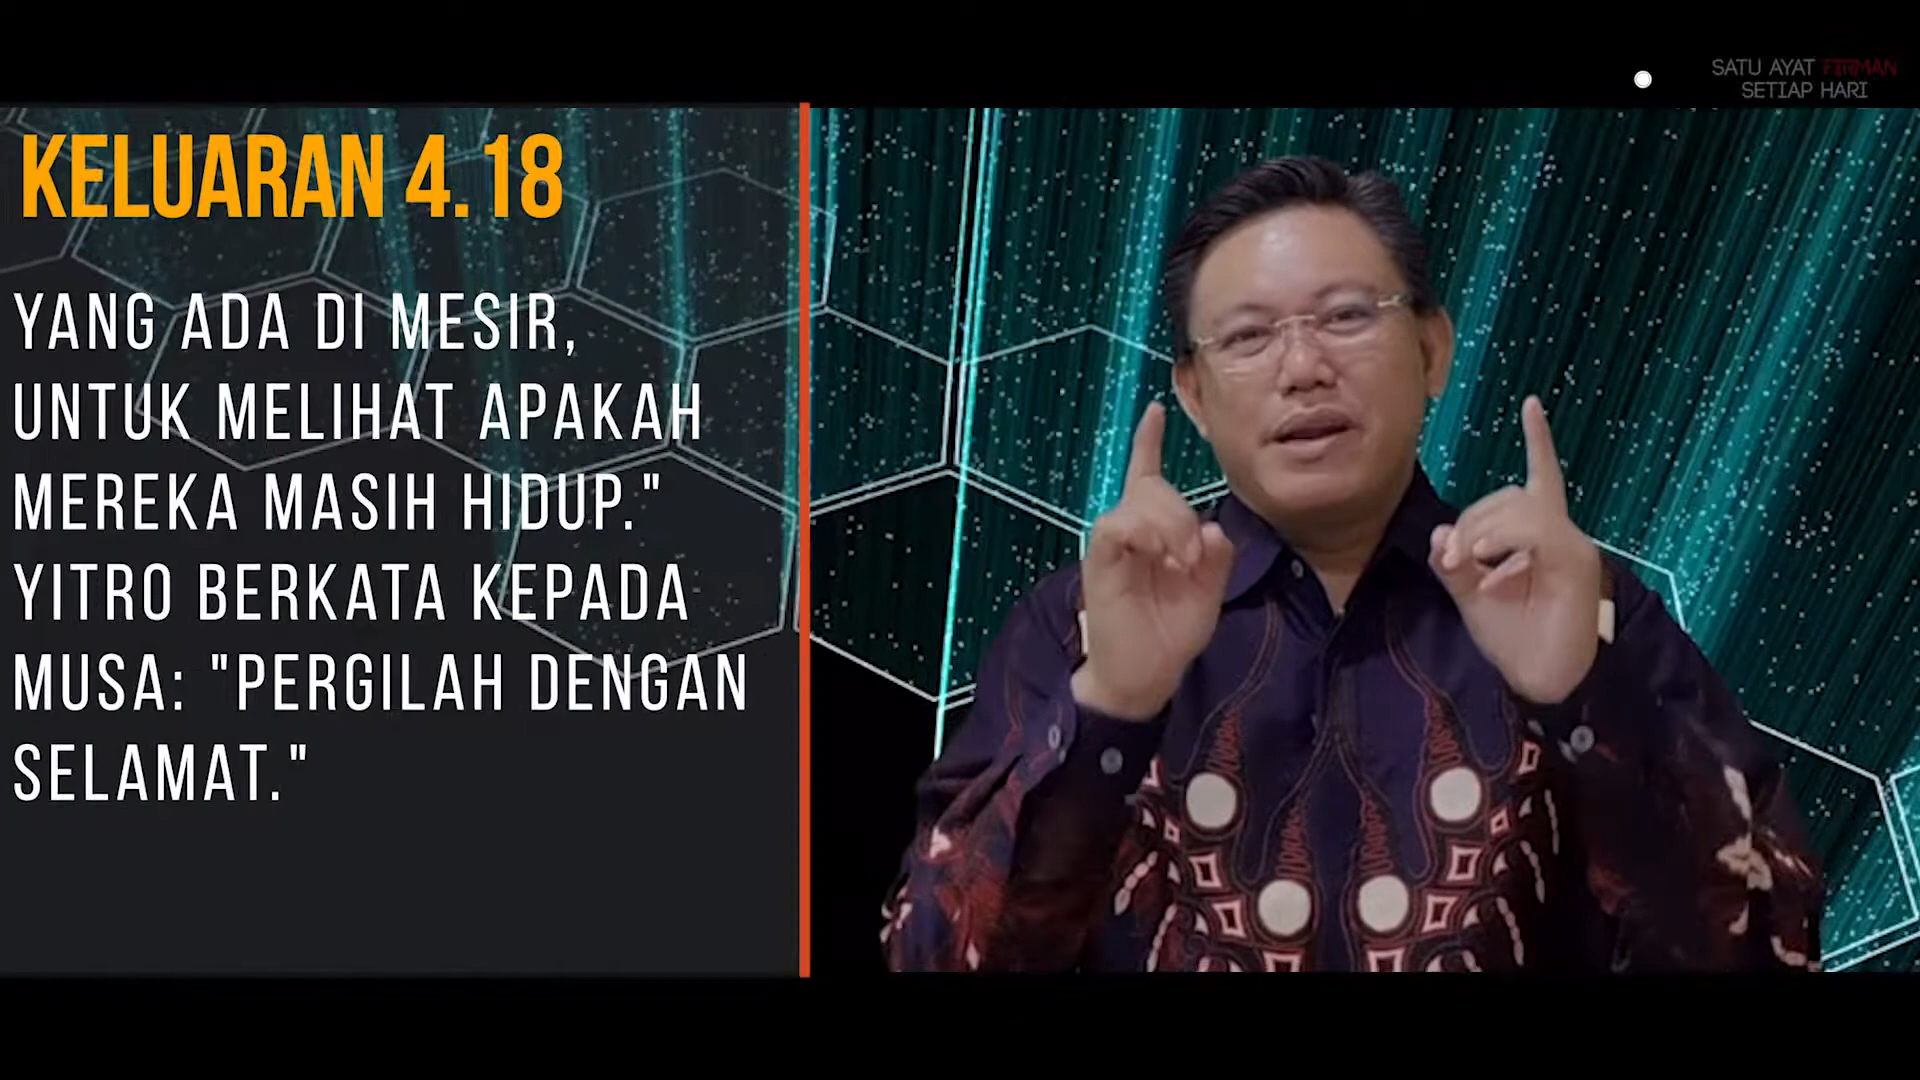 SATU AYAT FIRMAN
SETIAP HARI
KELUARAN 4.18
YANG ADA DI MESIR,
UNTUK MELIHAT APAKAH
MEREKA MASIH HIDUP."
YITRO BERKATA KEPADA
MUSA: "PERGILAH DENGAN
SELAMAT."